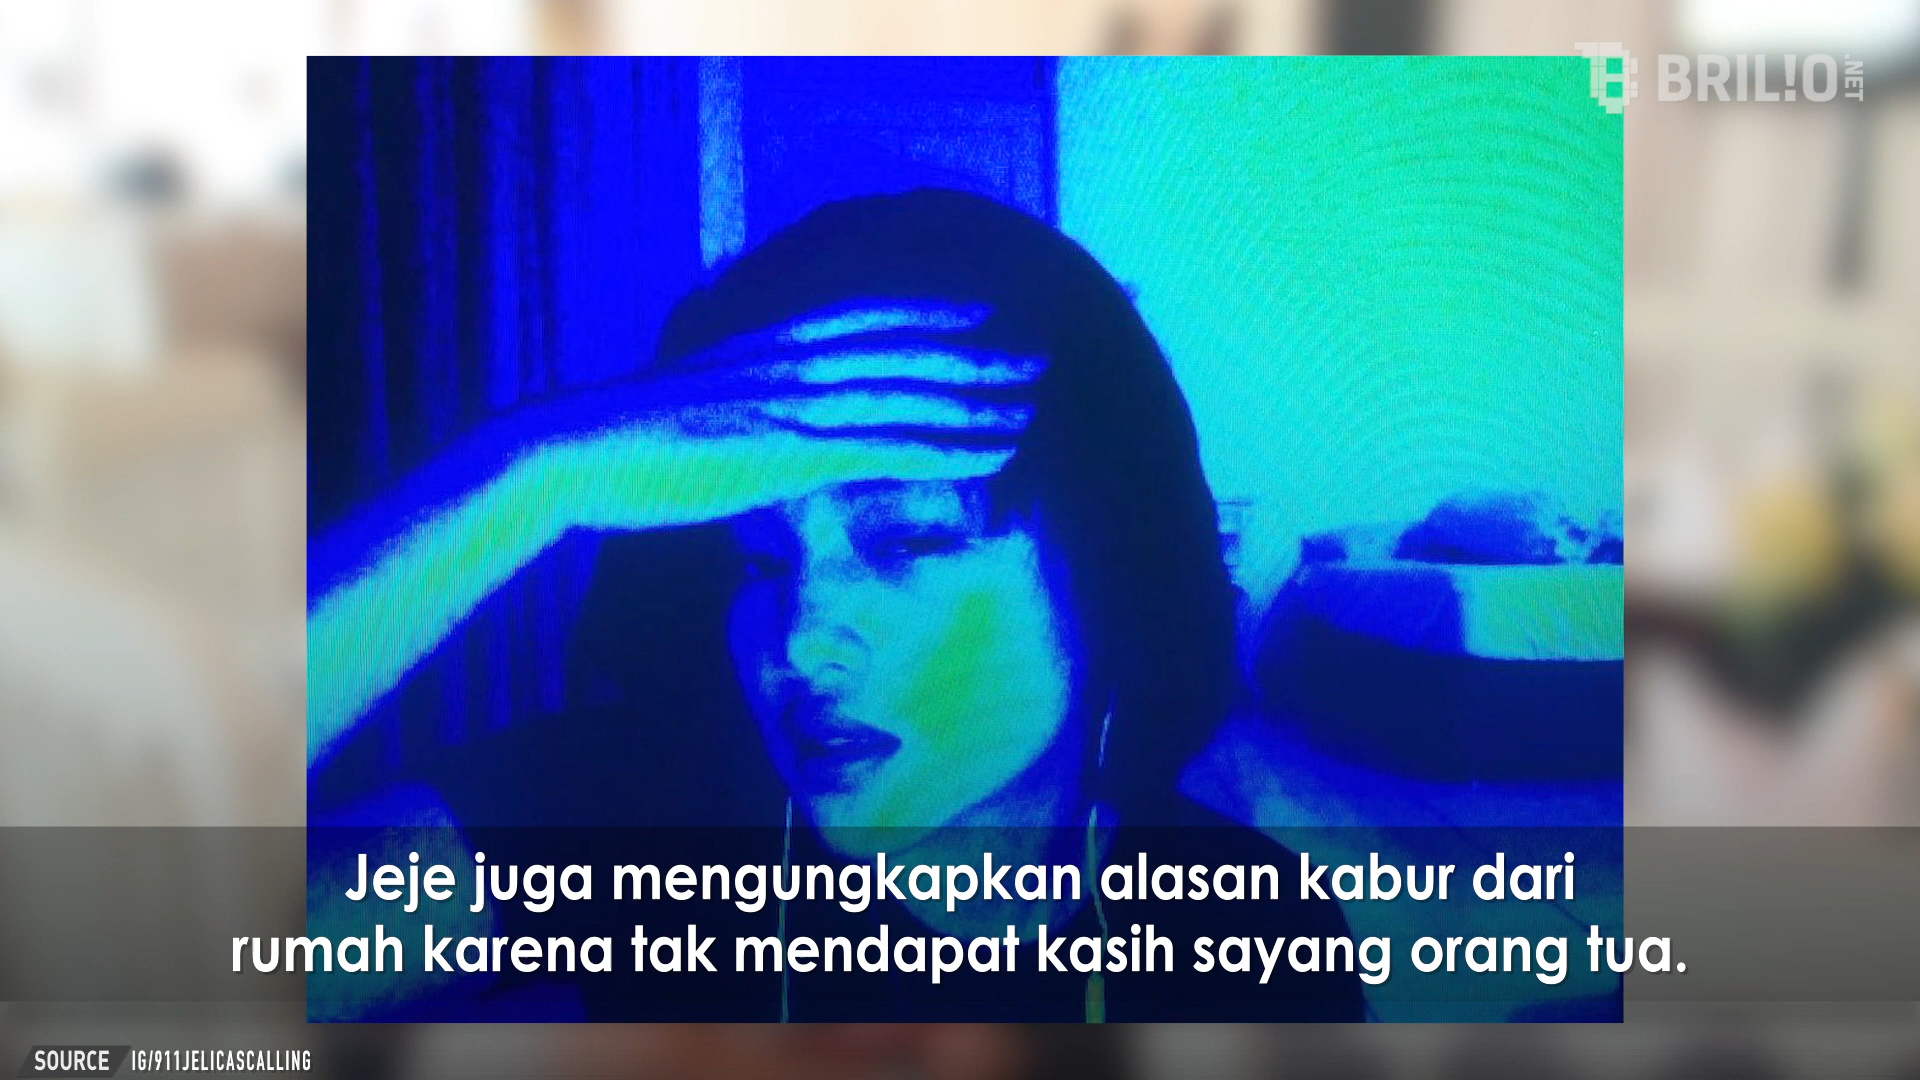 BRIL!O.NET
Jeje juga mengungkapkan alasan kabur dari
rumah karena tak mendapat kasih sayang orang tua.
SOURCE IG/911JELICASCALLING